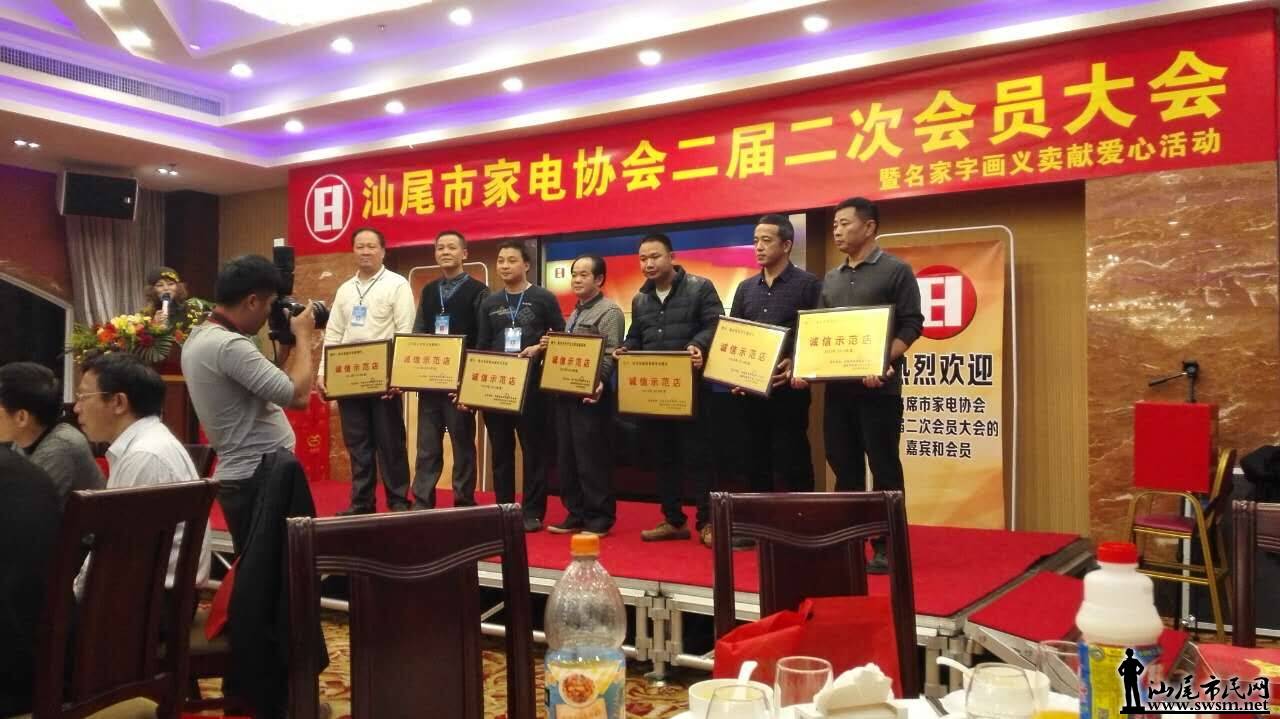 汕尾市家电协会二届二次会员大会
暨名家字画义卖献爱心活动
诚信示范店
诚信示范店
诚信示范店
诚信示范店
诚信示范店
诚信示范店
诚信示范店
热烈欢迎
席市家电协会
届二次会员大会的
嘉宾和会员
汕尾市民网
www.swsm.net